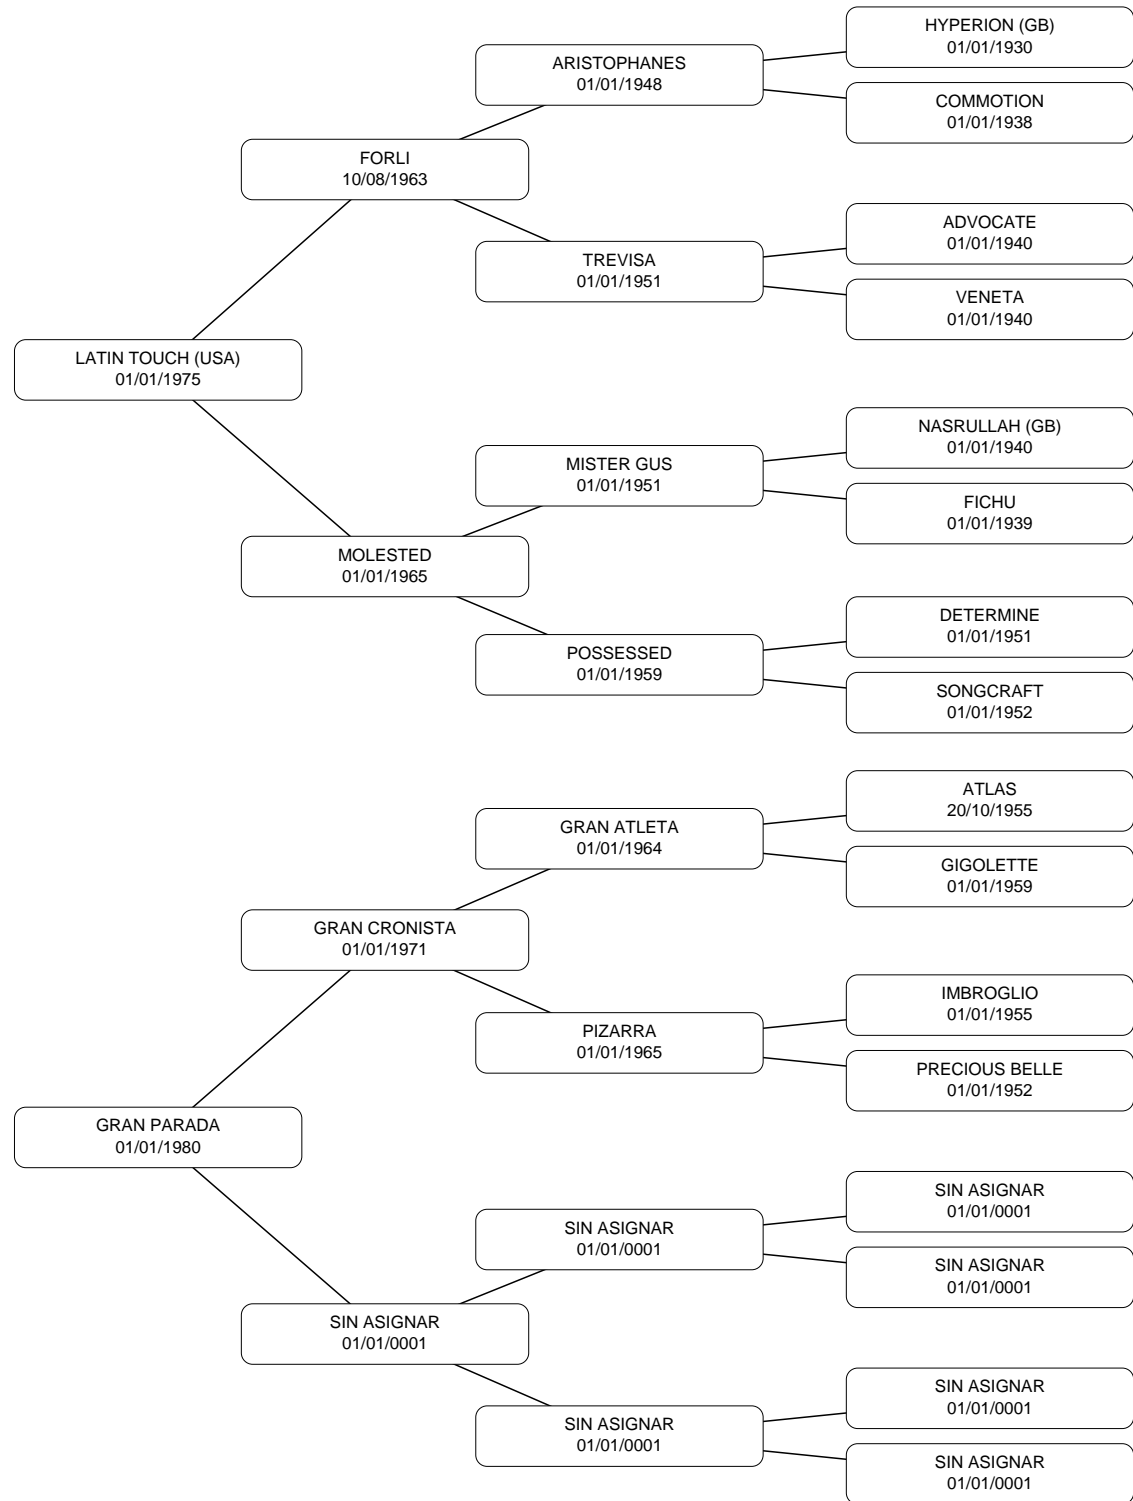 HYPERION (GB)
01/01/1930
ARISTOPHANES
01/01/1948
COMMOTION
01/01/1938
FORLI
10/08/1963
ADVOCATE
01/01/1940
TREVISA
01/01/1951
VENETA
01/01/1940
LATIN TOUCH (USA)
01/01/1975
NASRULLAH (GB)
01/01/1940
MISTER GUS
01/01/1951
FICHU
01/01/1939
MOLESTED
01/01/1965
DETERMINE
01/01/1951
POSSESSED
01/01/1959
SONGCRAFT
01/01/1952
ATLAS
20/10/1955
GRAN ATLETA
01/01/1964
GIGOLETTE
01/01/1959
GRAN CRONISTA
01/01/1971
IMBROGLIO
01/01/1955
PIZARRA
01/01/1965
PRECIOUS BELLE
01/01/1952
GRAN PARADA
01/01/1980
SIN ASIGNAR
01/01/0001
SIN ASIGNAR
01/01/0001
SIN ASIGNAR
01/01/0001
SIN ASIGNAR
01/01/0001
SIN ASIGNAR
01/01/0001
SIN ASIGNAR
01/01/0001
SIN ASIGNAR
01/01/0001